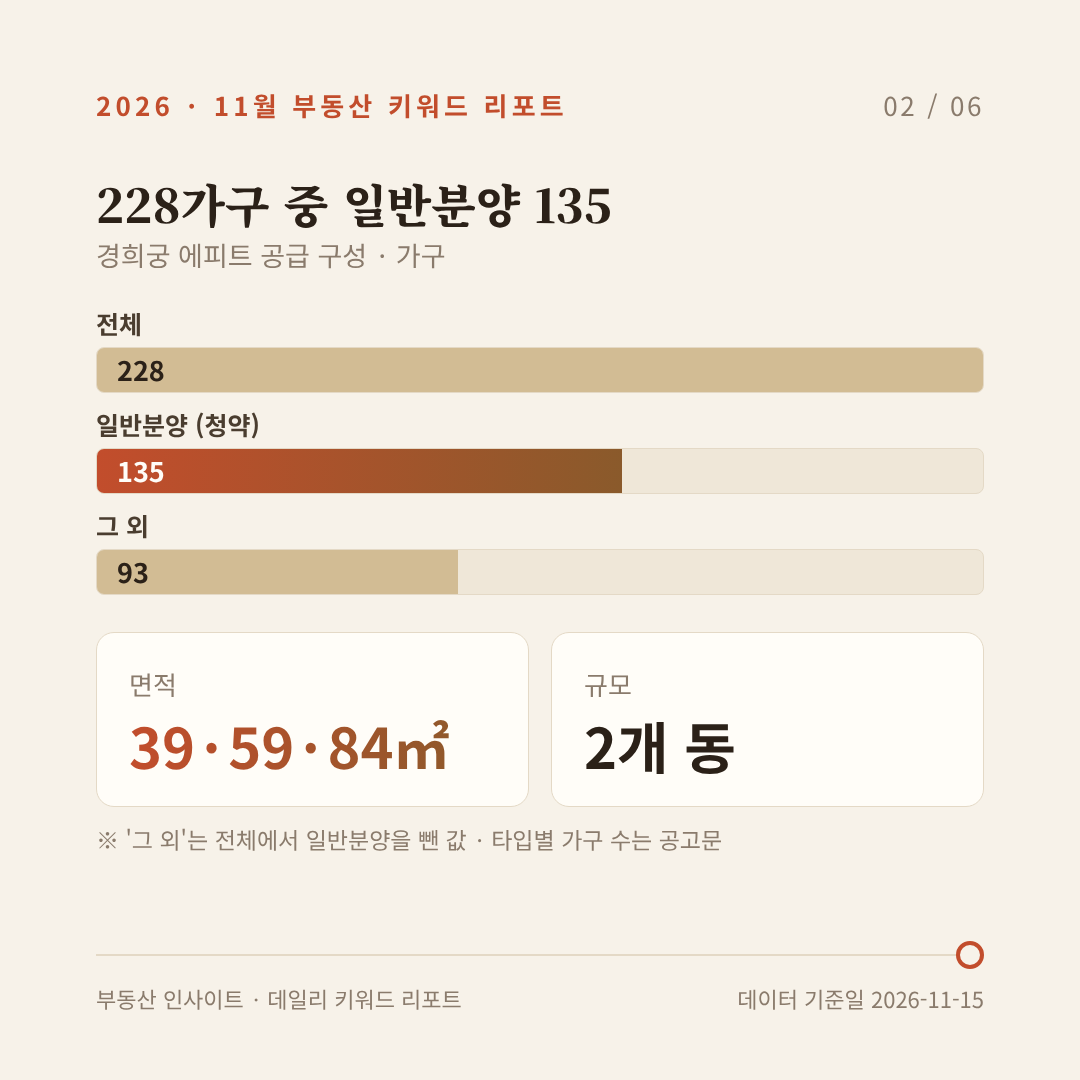 2026 · 11월 부동산 키워드 리포트
02 / 06
228가구 중 일반분양 135
경희궁 에피트 공급 구성 · 가구
전체
228
일반분양 (청약)
135
그 외
93
면적
39·59·84㎡
규모
2개 동
※ '그 외'는 전체에서 일반분양을 뺀 값 · 타입별 가구 수는 공고문
부동산 인사이트 · 데일리 키워드 리포트
데이터 기준일 2026-11-15